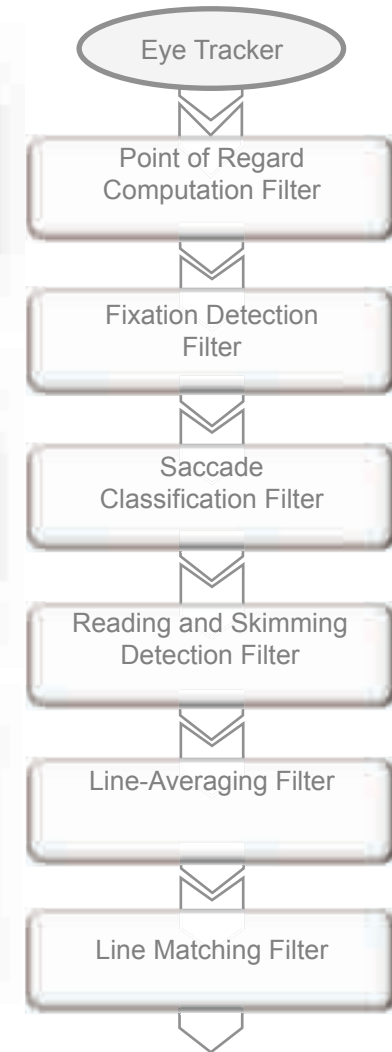 Eye Tracker
Point of Regard
Computation Filter
Fixation Detection
Filter
Saccade
Classification Filter
Reading and Skimming
Detection Filter
Line-Averaging Filter
Line Matching Filter